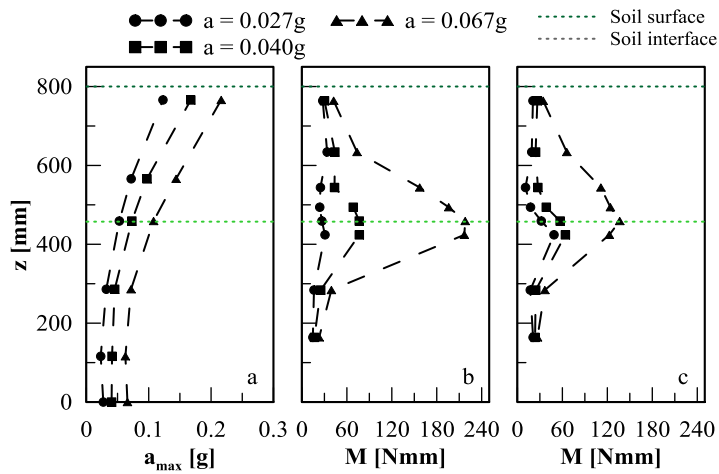 a = 0.027g
a = 0.067g
Soil surface
a = 0.040g
Soil interface
z [mm]
800
600
400
200
0
a
b
c
0 0.1 0.2 0.3
0 60 120 180 240
0 60 120 180 240
a_max [g]
M [Nmm]
M [Nmm]